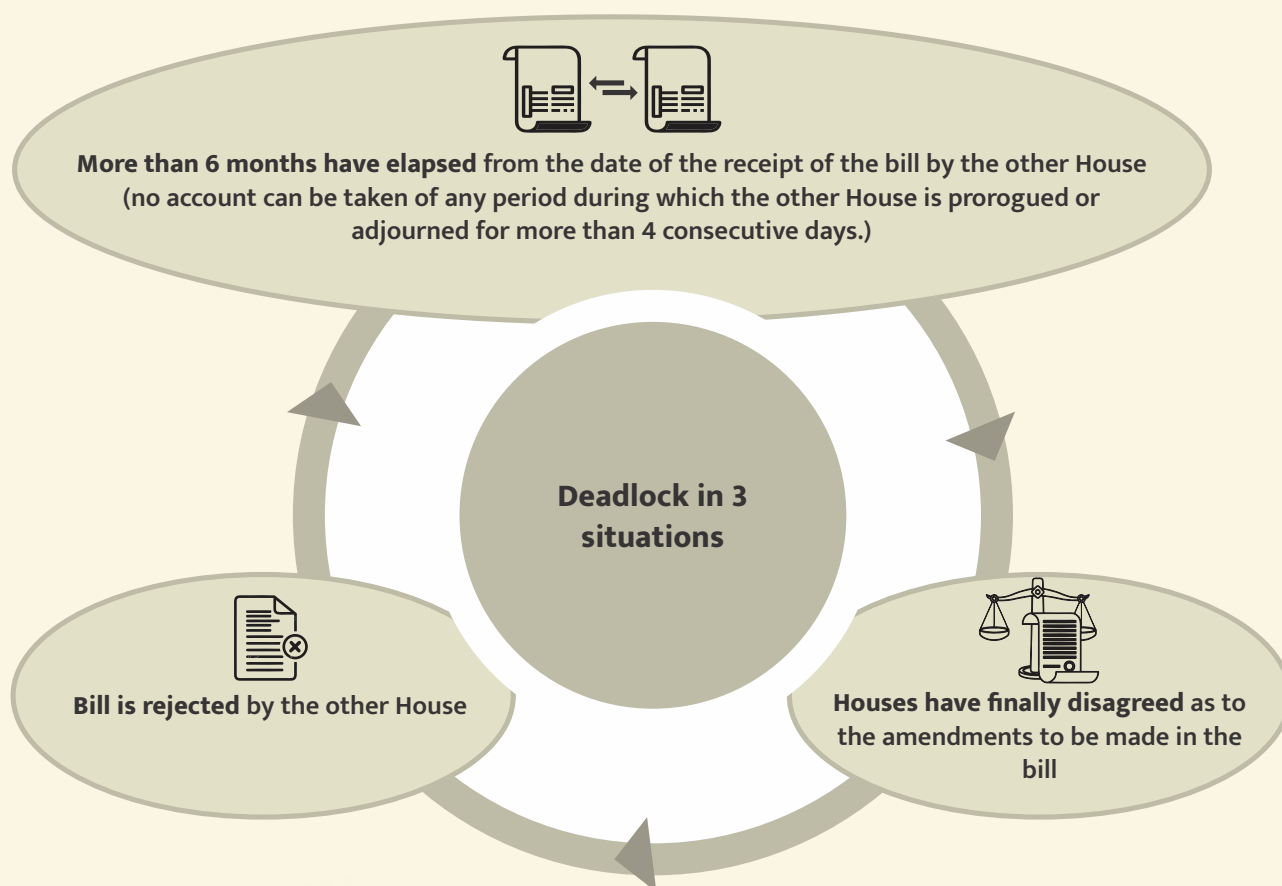 More than 6 months have elapsed from the date of the receipt of the bill by the other House
(no account can be taken of any period during which the other House is prorogued or
adjourned for more than 4 consecutive days.)
Deadlock in 3
situations
Bill is rejected by the other House
Houses have finally disagreed as to
the amendments to be made in the
bill